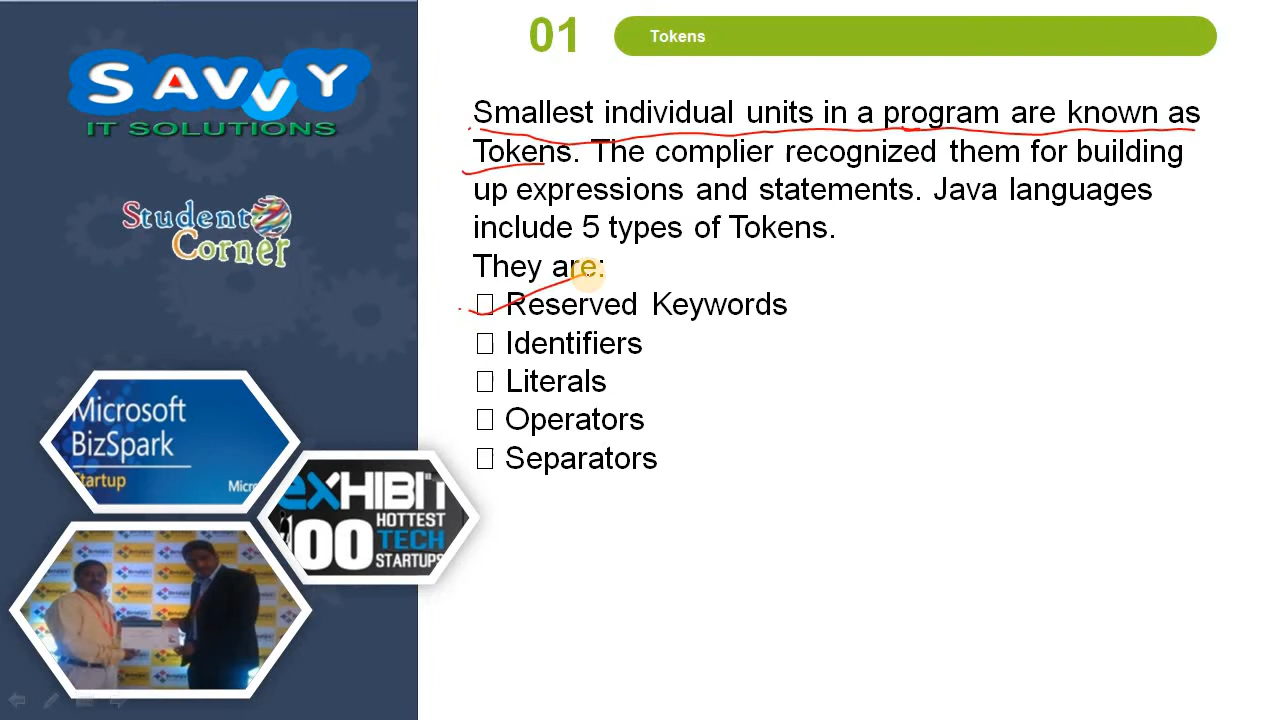 SAVVY
IT SOLUTIONS
Student
Corner
Microsoft
BizSpark
Startup
Micr
eXHIBIT
100
HOTTEST
TECH
STARTUPS
01
Tokens
Smallest individual units in a program are known as
Tokens. The complier recognized them for building
up expressions and statements. Java languages
include 5 types of Tokens.
They are:
Reserved Keywords
Identifiers
Literals
Operators
Separators